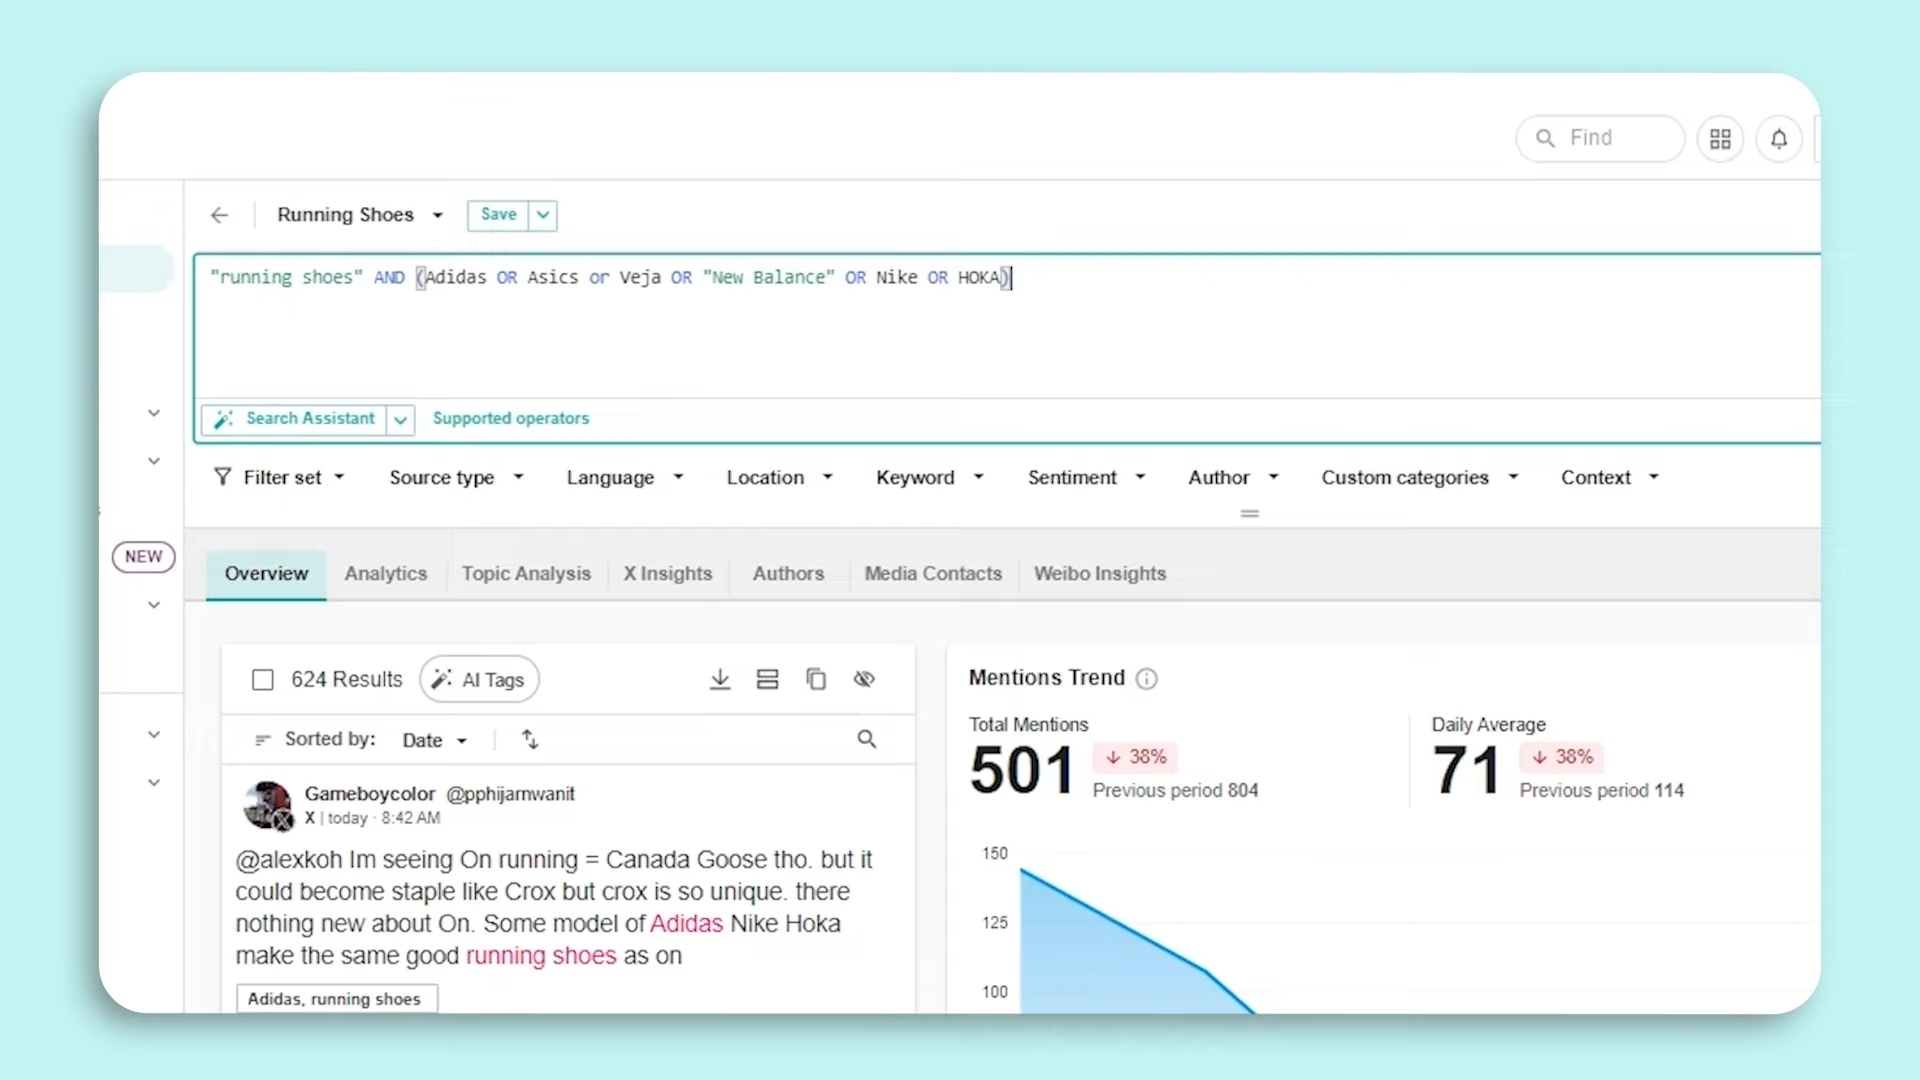 Find
Running Shoes
Save
"running shoes" AND (Adidas OR Asics or Veja OR "New Balance" OR Nike OR HOKA)
Search Assistant
Supported operators
Filter set
Source type
Language
Location
Keyword
Sentiment
Author
Custom categories
Context
NEW
Overview
Analytics
Topic Analysis
X Insights
Authors
Media Contacts
Weibo Insights
624 Results
AI Tags
Sorted by:
Date
Gameboycolor @pphijarnwanit
X | today · 8:42 AM
@alexkoh Im seeing On running = Canada Goose tho. but it
could become staple like Crox but crox is so unique. there
nothing new about On. Some model of Adidas Nike Hoka
make the same good running shoes as on
Adidas, running shoes
Mentions Trend
Total Mentions
501
↓ 38%
Previous period 804
Daily Average
71
↓ 38%
Previous period 114
150
125
100